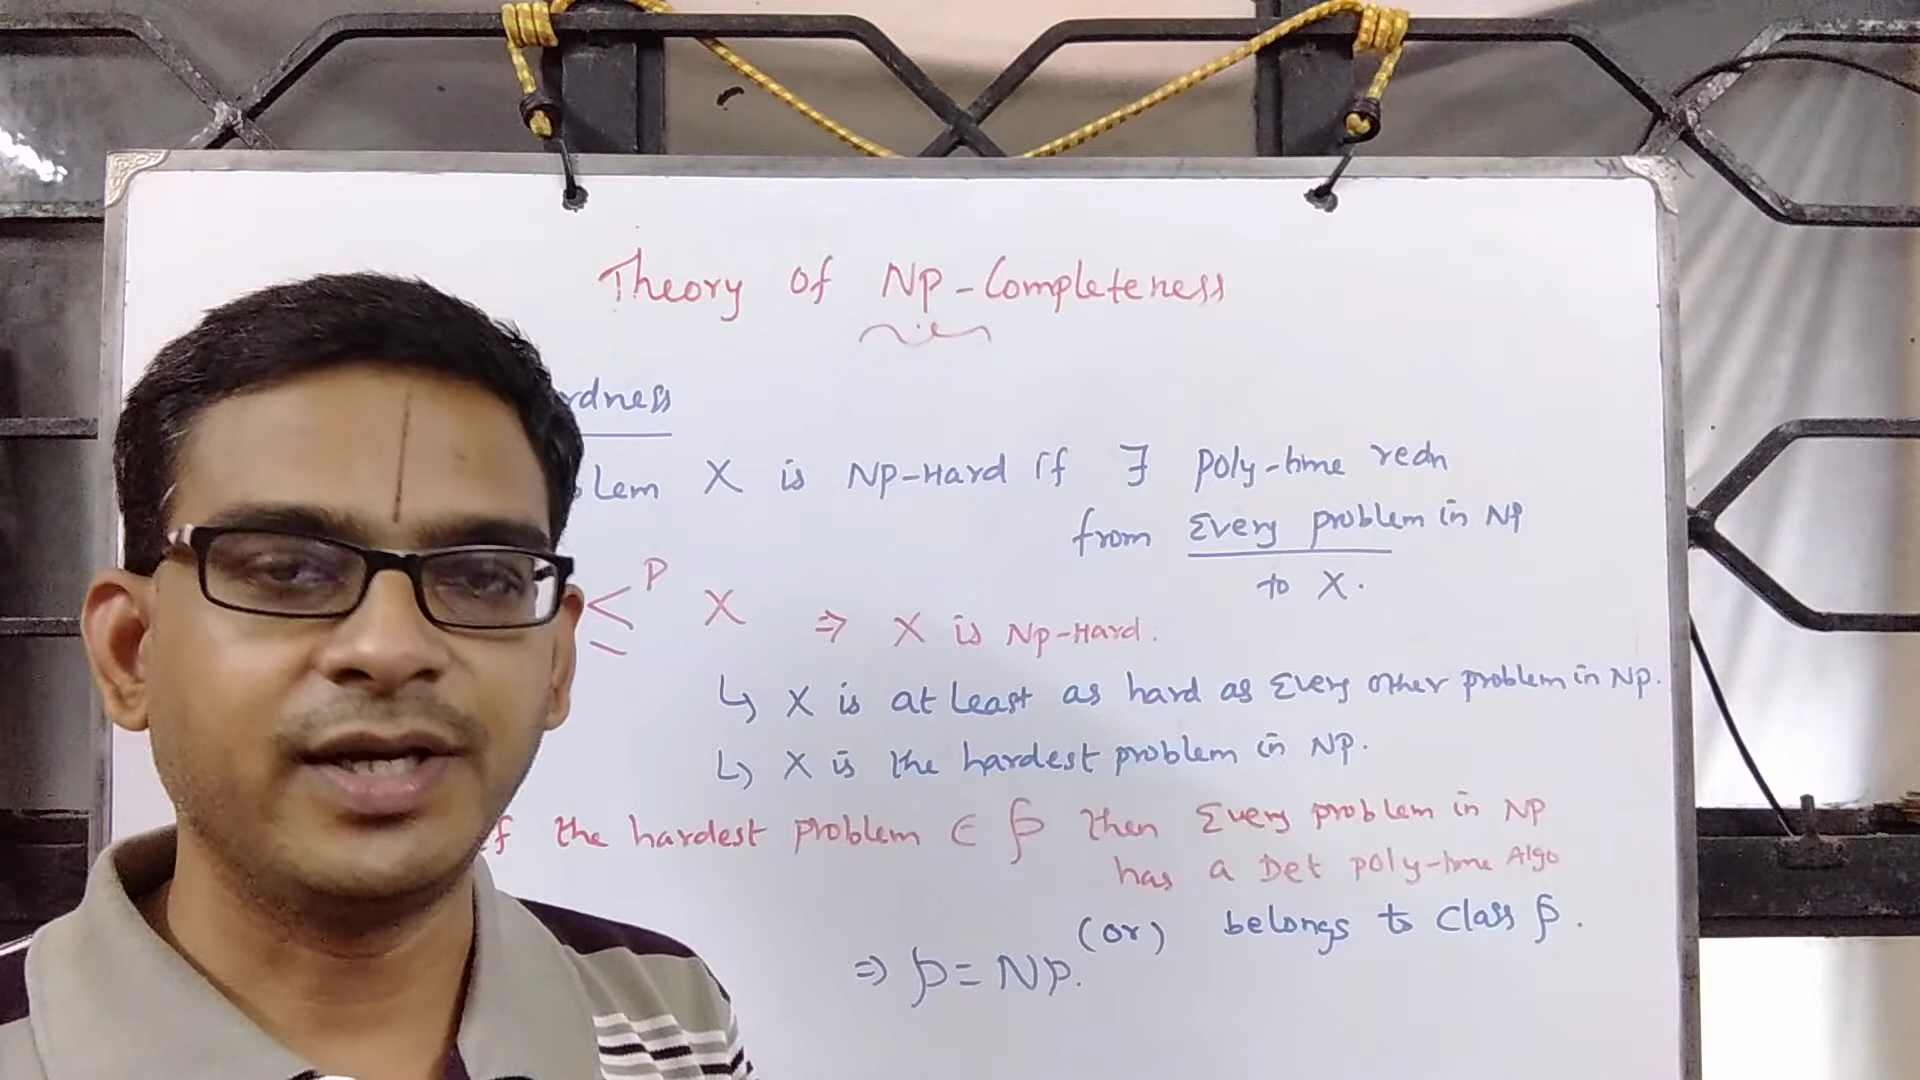 Theory of NP-Completeness
rdness
lem X is NP-Hard if ∃ poly-time redn
from Every problem in NP
to X.
≤ P X ⇒ X is NP-Hard.
↳ X is at least as hard as Every other problem in NP.
↳ X is the hardest problem in NP.
f the hardest problem ∈ P then Every problem in NP
has a Det poly-time Algo
(or) belongs to Class P.
⇒ P = NP.